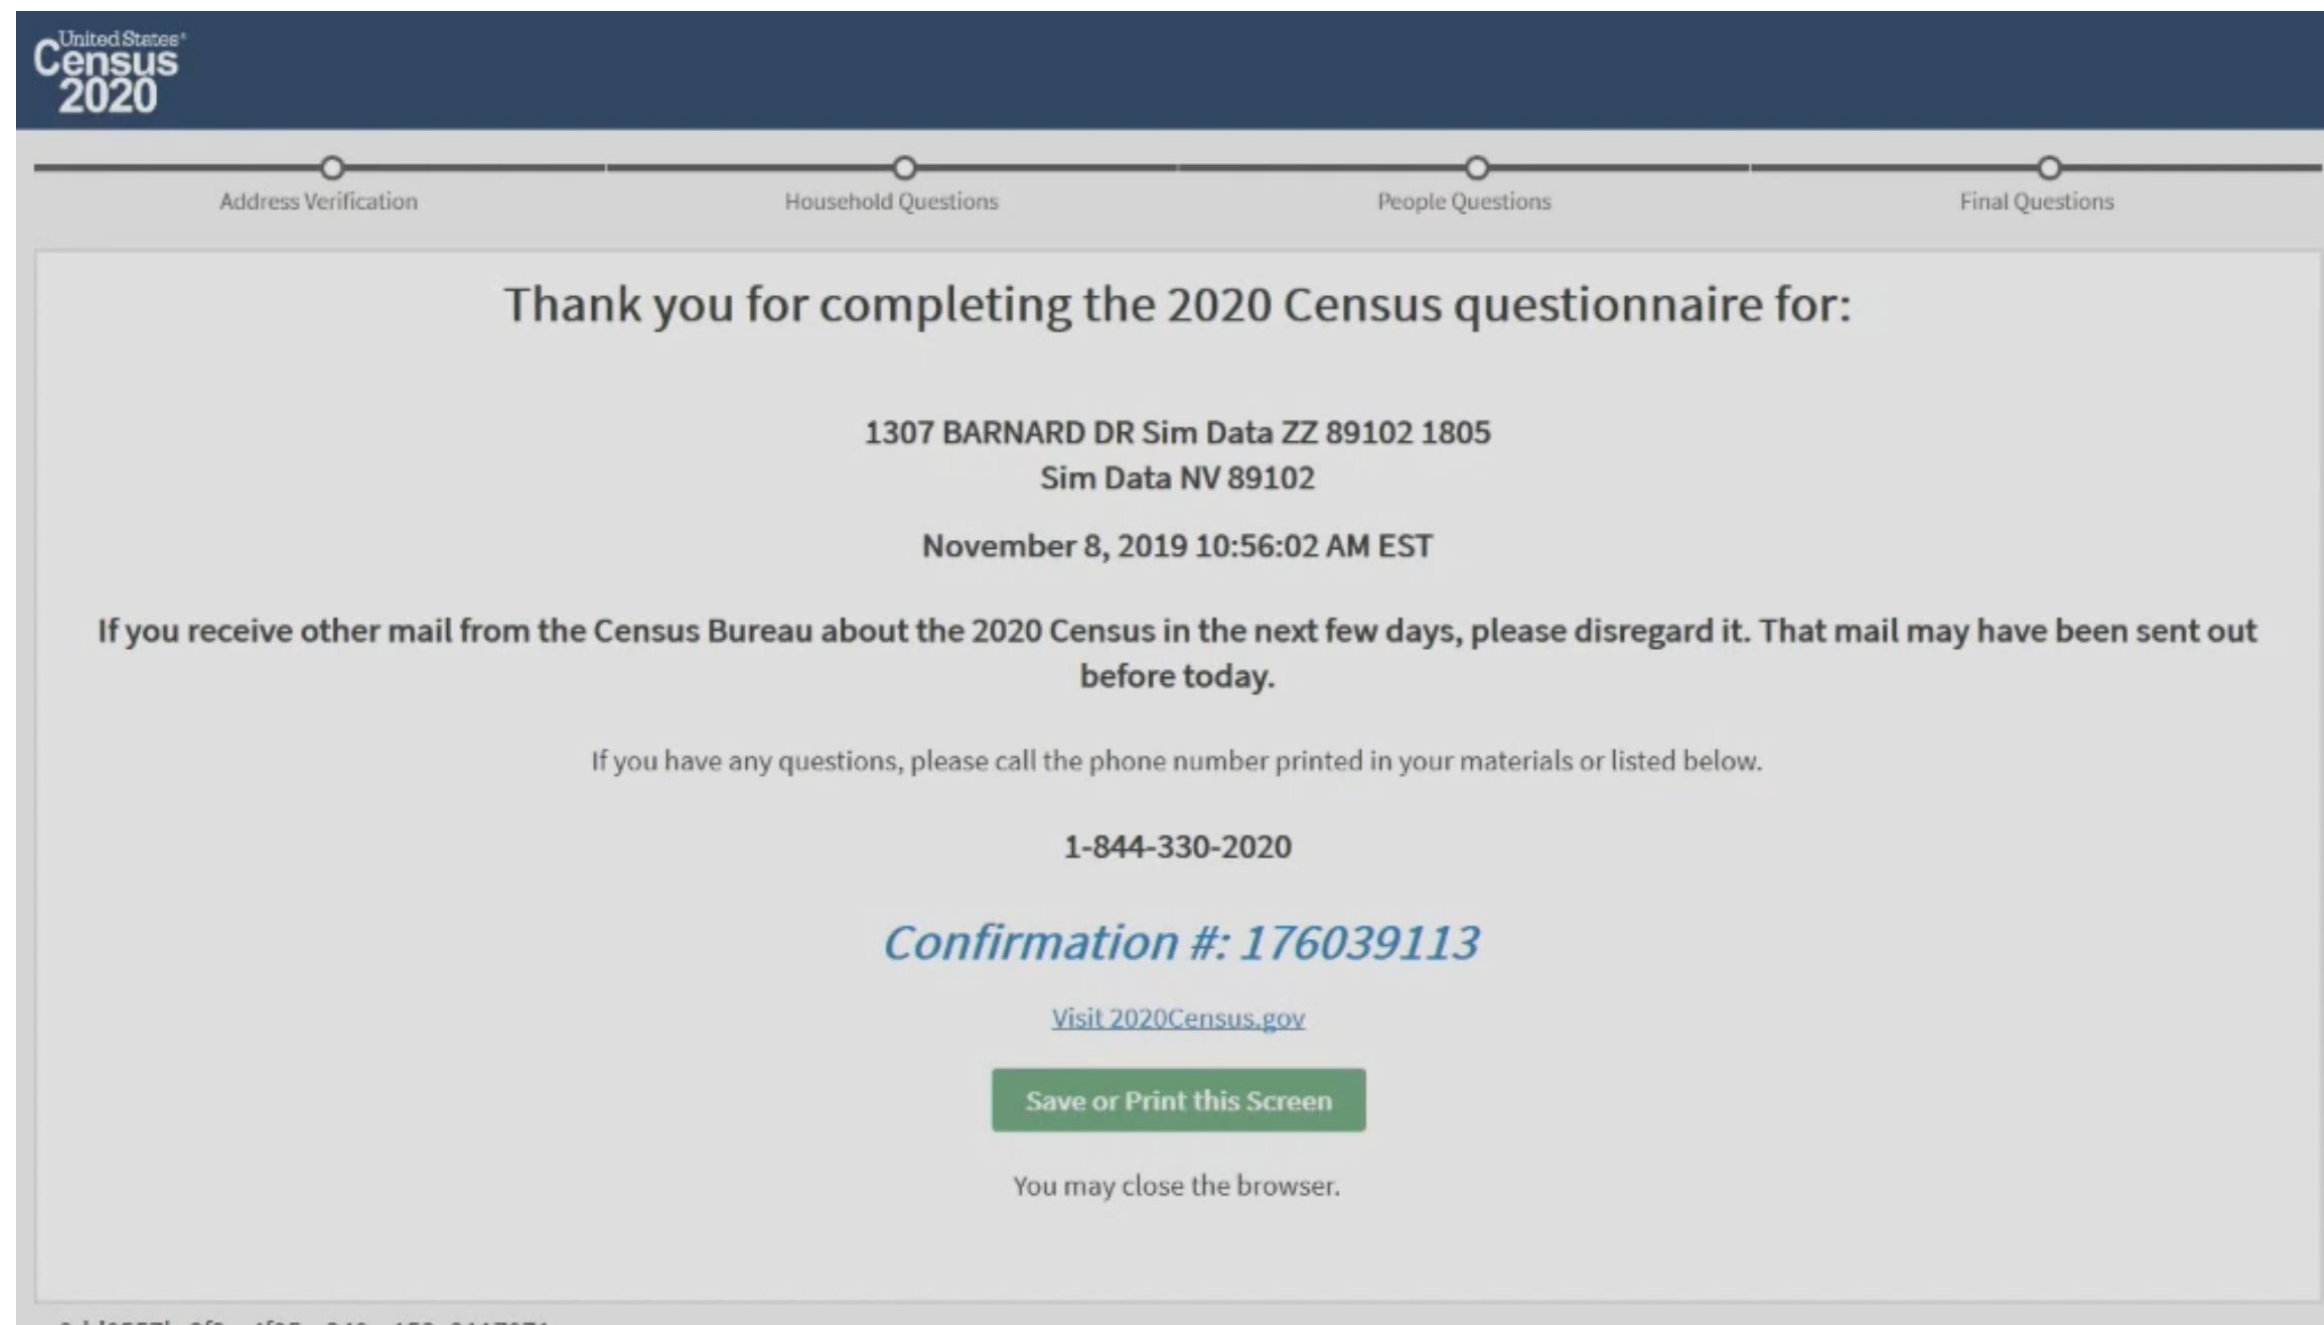 United States®
Census
2020
Address Verification
Household Questions
People Questions
Final Questions
Thank you for completing the 2020 Census questionnaire for:
1307 BARNARD DR Sim Data ZZ 89102 1805
Sim Data NV 89102
November 8, 2019 10:56:02 AM EST
If you receive other mail from the Census Bureau about the 2020 Census in the next few days, please disregard it. That mail may have been sent out
before today.
If you have any questions, please call the phone number printed in your materials or listed below.
1-844-330-2020
Confirmation #: 176039113
Visit 2020Census.gov
Save or Print this Screen
You may close the browser.